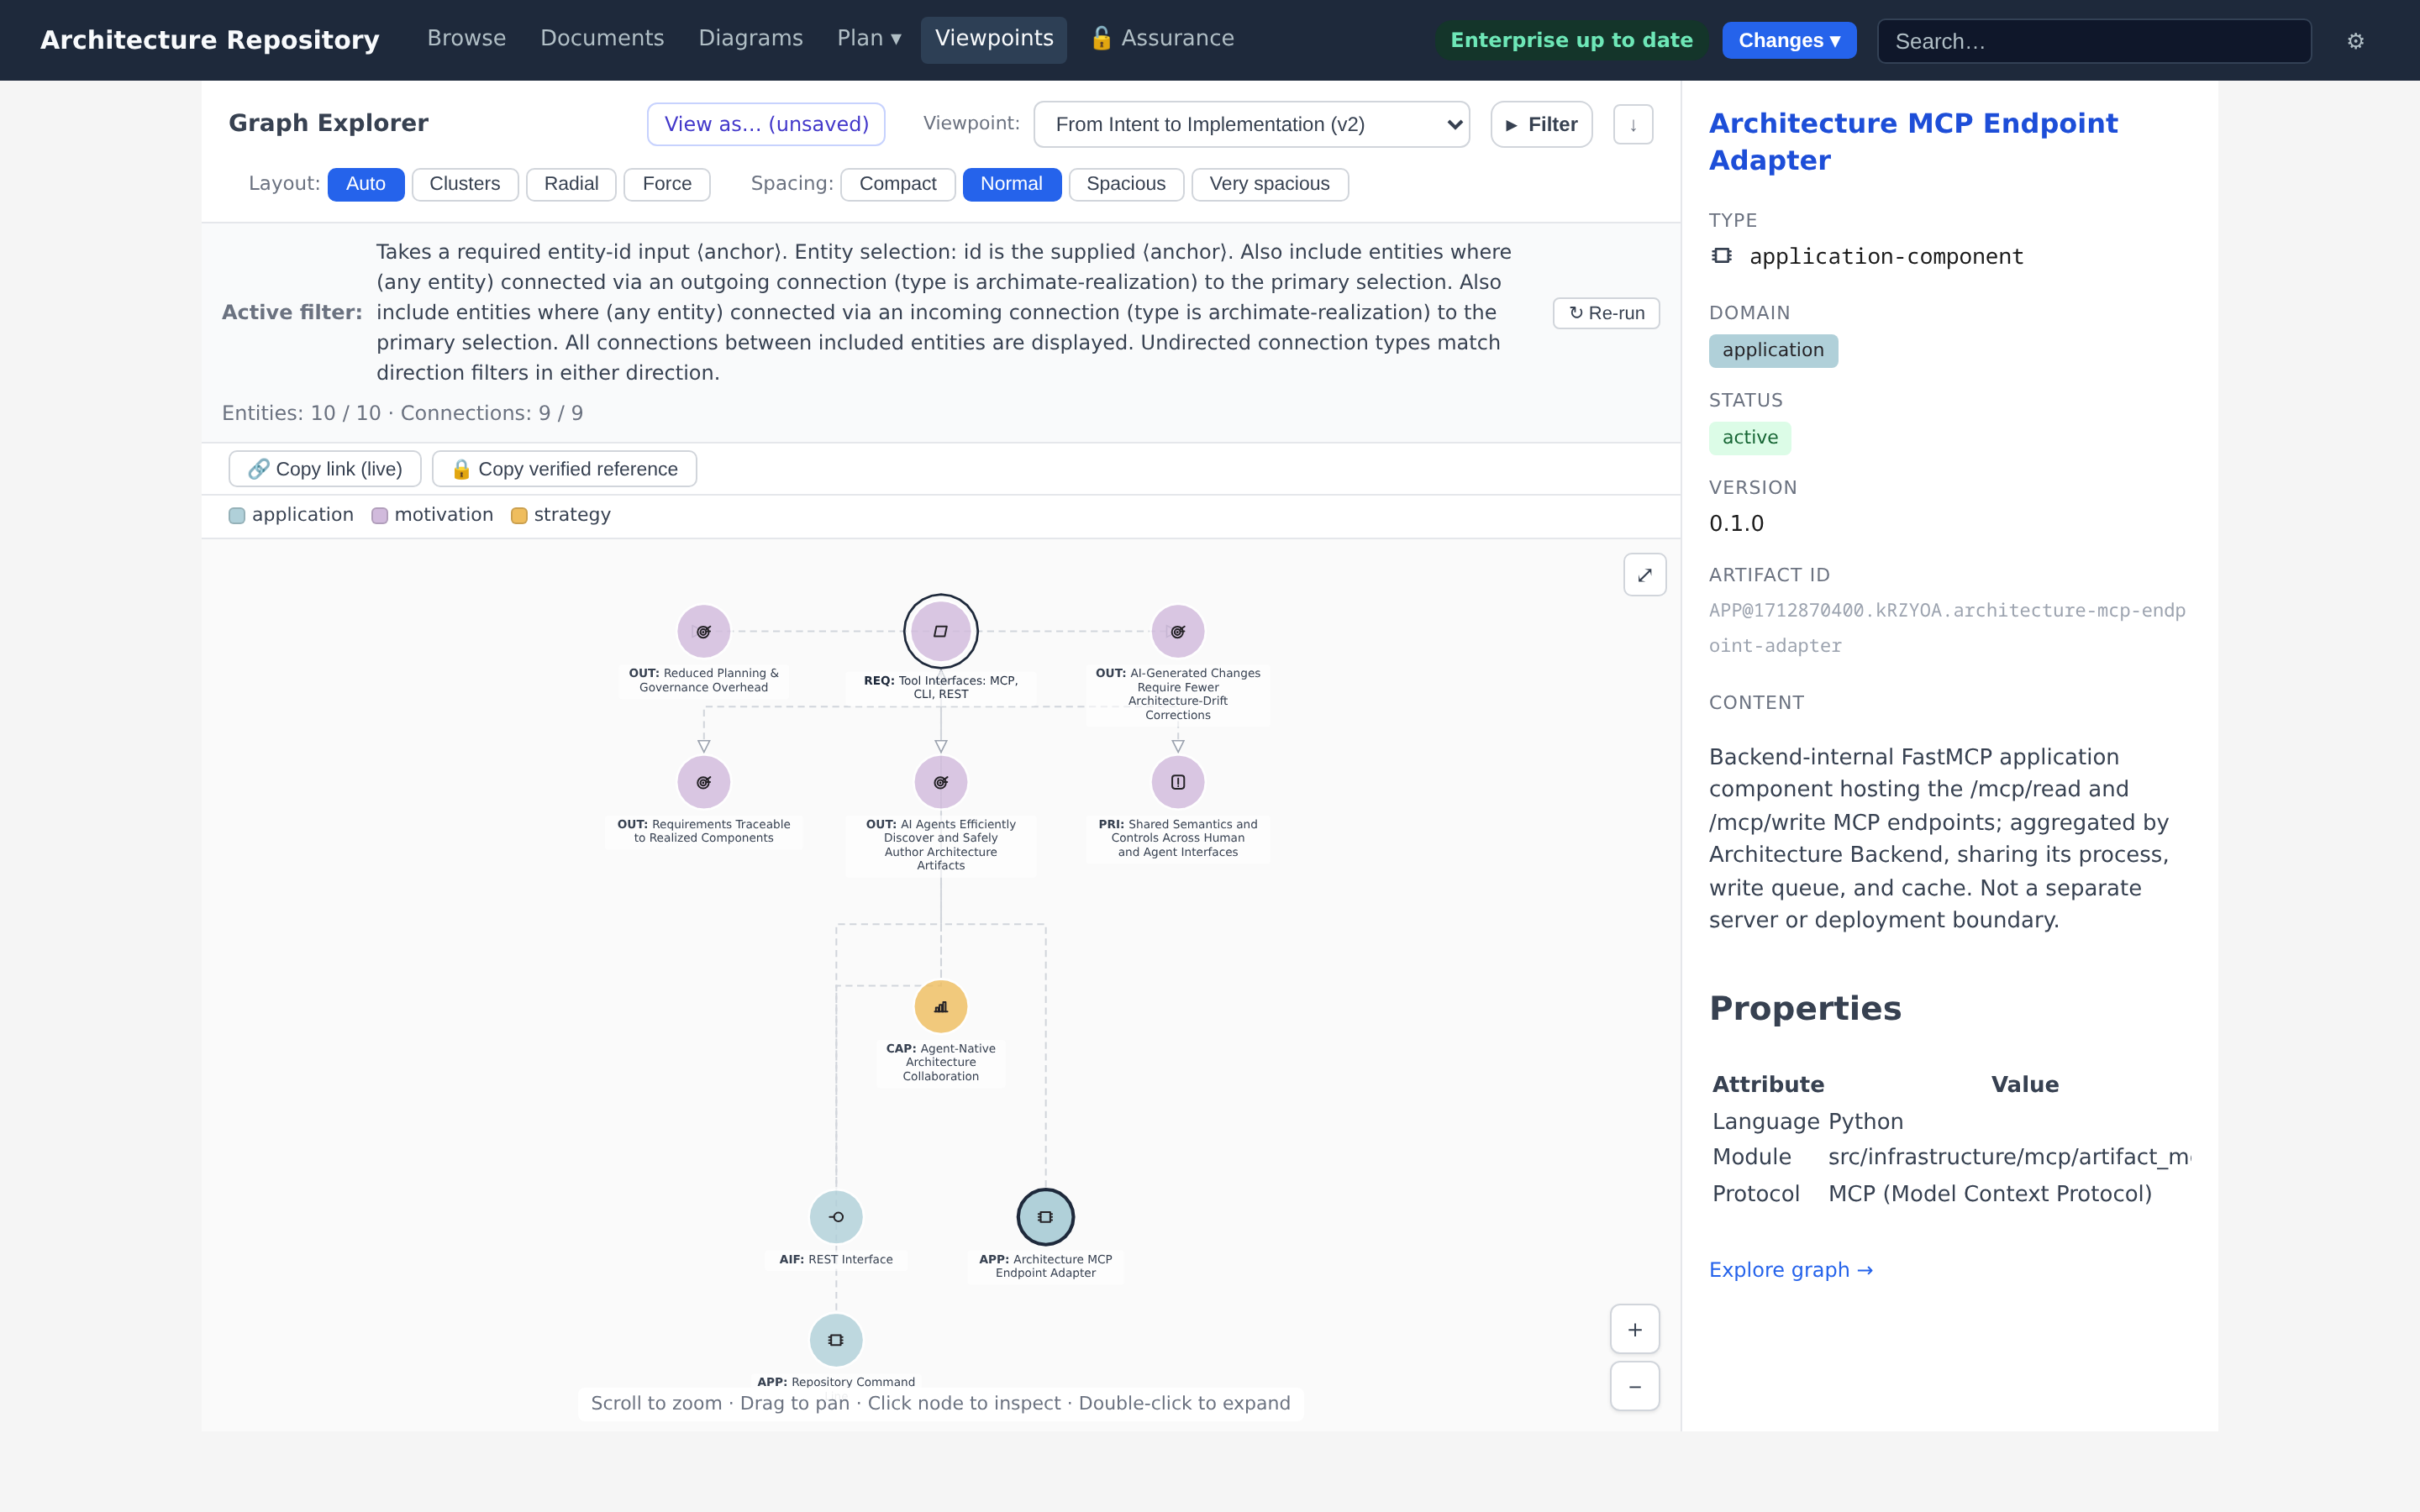 Architecture Repository Browse Documents Diagrams Plan ▾ Viewpoints 🔓 Assurance Enterprise up to date Changes ▾ Search… ⚙
Graph Explorer View as… (unsaved) Viewpoint: From Intent to Implementation (v2) ▸ Filter ↓
Layout: Auto Clusters Radial Force Spacing: Compact Normal Spacious Very spacious
Active filter:
Takes a required entity-id input ⟨anchor⟩. Entity selection: id is the supplied ⟨anchor⟩. Also include entities where
(any entity) connected via an outgoing connection (type is archimate-realization) to the primary selection. Also
include entities where (any entity) connected via an incoming connection (type is archimate-realization) to the
primary selection. All connections between included entities are displayed. Undirected connection types match
direction filters in either direction.
↻ Re-run
Entities: 10 / 10 · Connections: 9 / 9
🔗 Copy link (live) 🔒 Copy verified reference
application motivation strategy
⤢
OUT: Reduced Planning &
Governance Overhead
REQ: Tool Interfaces: MCP,
CLI, REST
OUT: AI-Generated Changes
Require Fewer
Architecture-Drift
Corrections
OUT: Requirements Traceable
to Realized Components
OUT: AI Agents Efficiently
Discover and Safely
Author Architecture
Artifacts
PRI: Shared Semantics and
Controls Across Human
and Agent Interfaces
CAP: Agent-Native
Architecture
Collaboration
AIF: REST Interface
APP: Architecture MCP
Endpoint Adapter
APP: Repository Command
Scroll to zoom · Drag to pan · Click node to inspect · Double-click to expand
+
−
Architecture MCP Endpoint
Adapter
TYPE
application-component
DOMAIN
application
STATUS
active
VERSION
0.1.0
ARTIFACT ID
APP@1712870400.kRZYOA.architecture-mcp-endp
oint-adapter
CONTENT
Backend-internal FastMCP application
component hosting the /mcp/read and
/mcp/write MCP endpoints; aggregated by
Architecture Backend, sharing its process,
write queue, and cache. Not a separate
server or deployment boundary.
Properties
Attribute Value
Language Python
Module src/infrastructure/mcp/artifact_m
Protocol MCP (Model Context Protocol)
Explore graph →